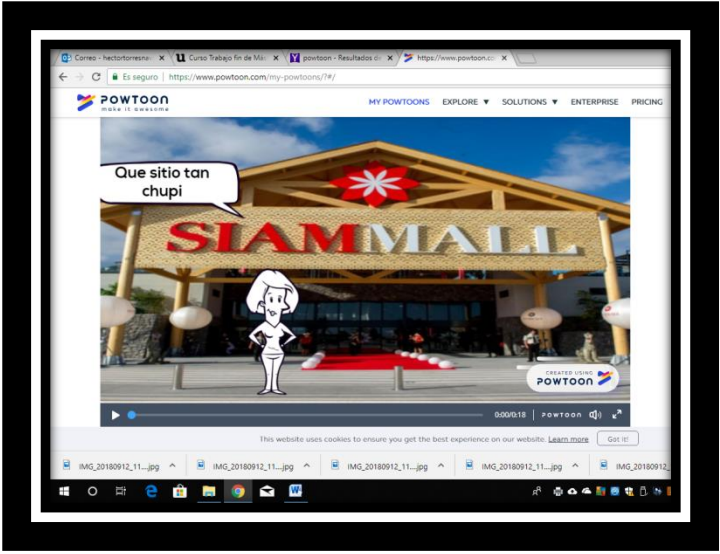 Correo - hectortorresna
Curso Trabajo fin de Más
powtoon - Resultados de
https://www.powtoon.co
Es seguro | https://www.powtoon.com/my-powtoons/?#/
POWTOON
make it awesome
MY POWTOONS EXPLORE ▼ SOLUTIONS ▼ ENTERPRISE PRICING
Que sitio tan
chupi
SIAMMALL
CREATED USING
POWTOON
0:00/0:18 | POWTOON
This website uses cookies to ensure you get the best experience on our website. Learn more Got it!
IMG_20180912_11....jpg IMG_20180912_11....jpg IMG_20180912_11....jpg IMG_20180912_11....jpg IMG_20180912_